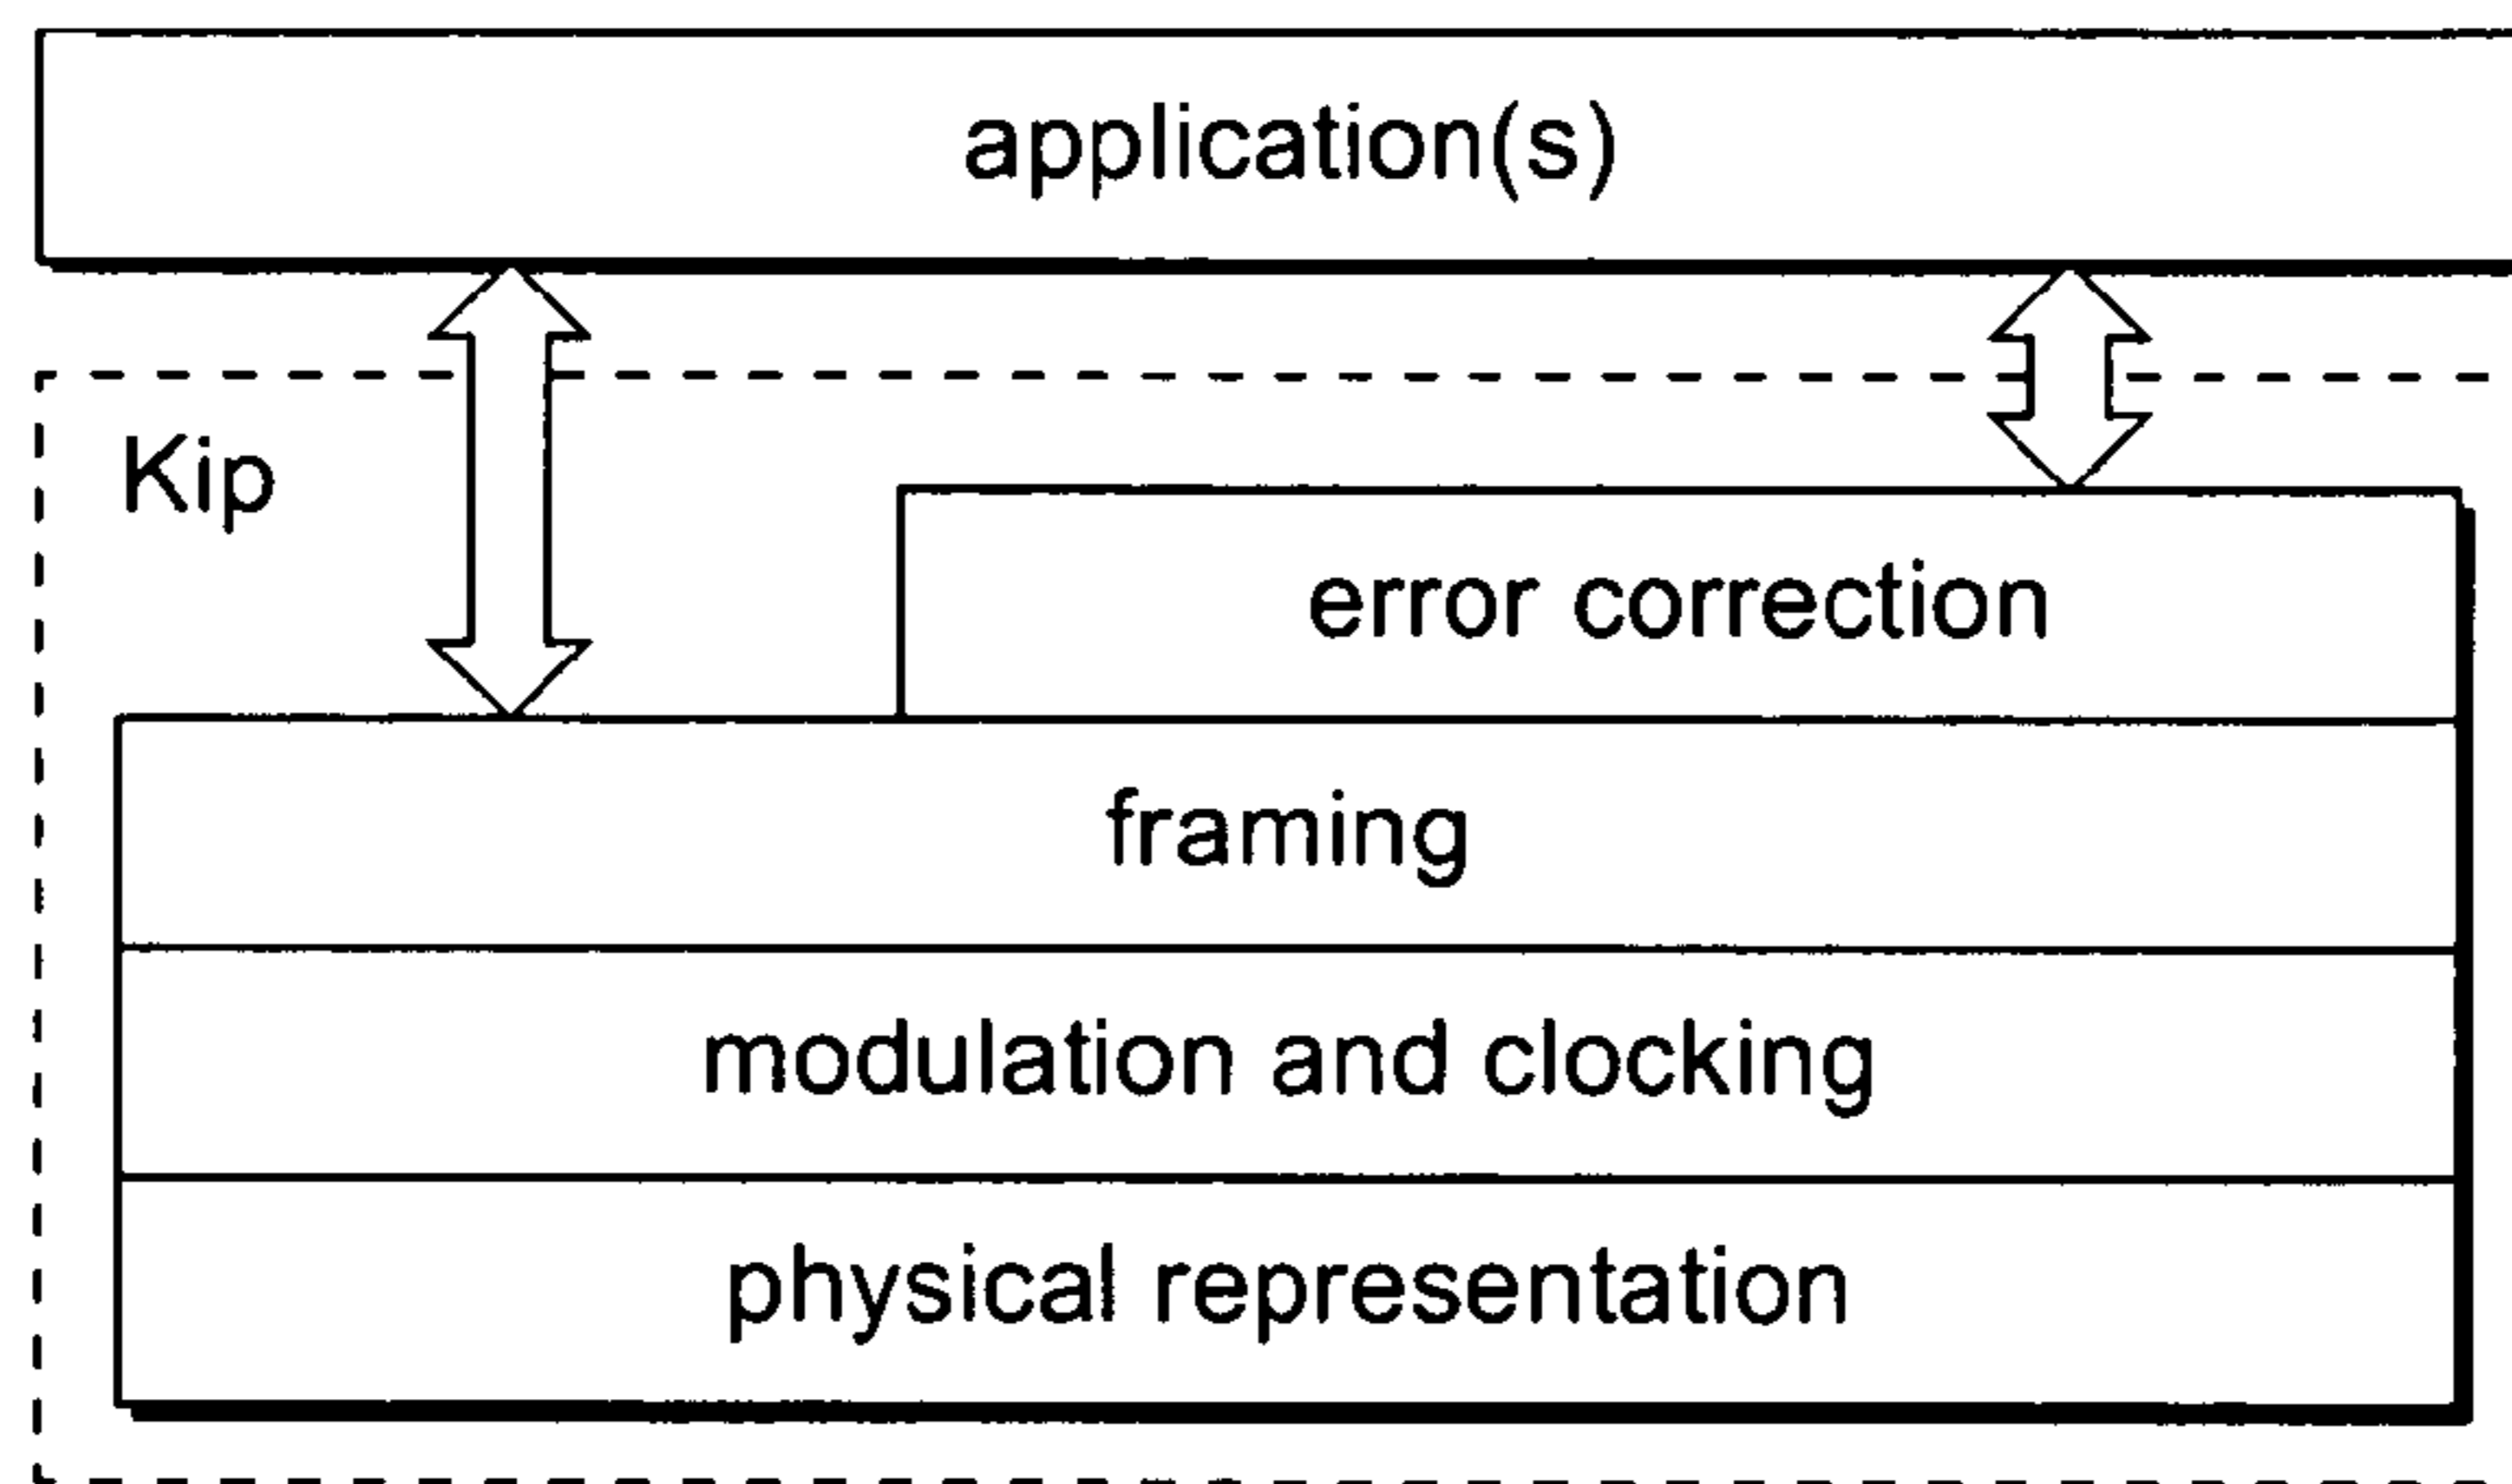 application(s)
Kip
error correction
framing
modulation and clocking
physical representation